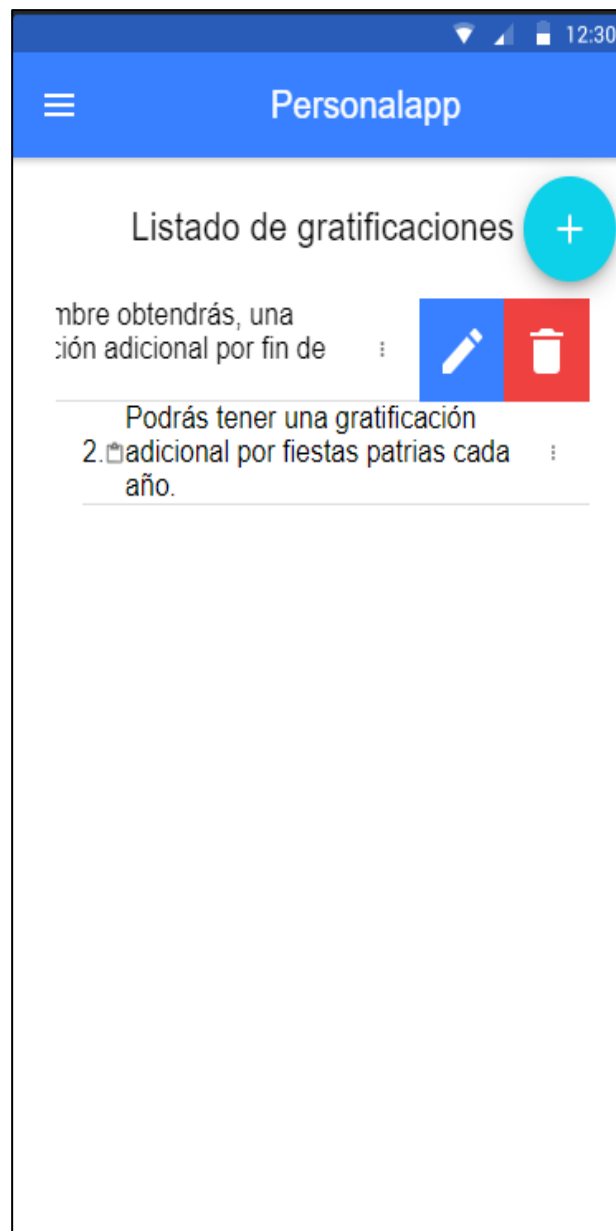 12:30
Personalapp
Listado de gratificaciones
obtendrás, una
adicional por fin de
Podrás tener una gratificación
2. adicional por fiestas patrias cada
año.